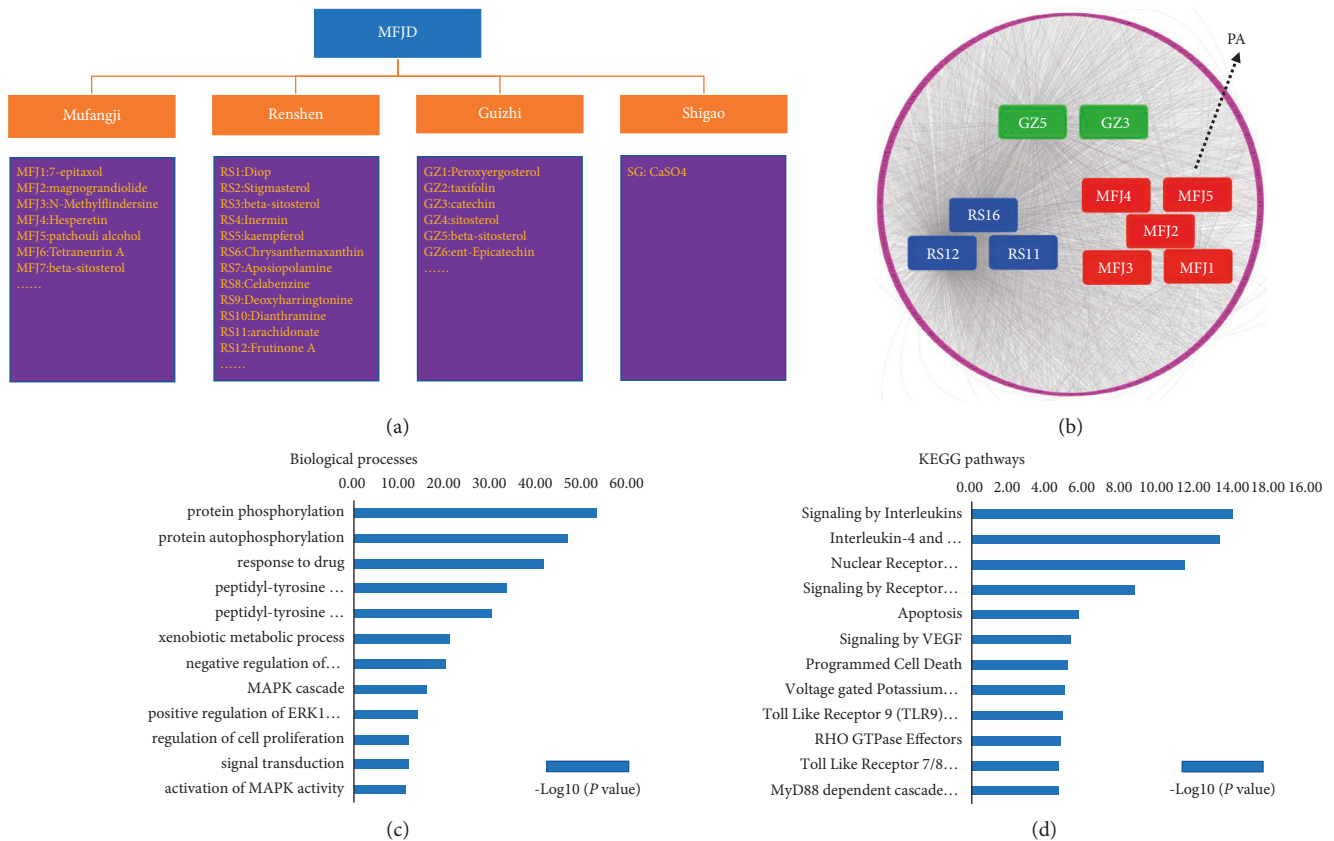 MFJD
Mufangji
Renshen
Guizhi
Shigao
MFJ1:7-epitaxol
MFJ2:magnograndiolide
MFJ3:N-Methylflindersine
MFJ4:Hesperetin
MFJ5:patchouli alcohol
MFJ6:Tetraneurin A
MFJ7:beta-sitosterol
......
RS1:Diop
RS2:Stigmasterol
RS3:beta-sitosterol
RS4:Inermin
RS5:kaempferol
RS6:Chrysanthemaxanthin
RS7:Aposiopolamine
RS8:Celabenzine
RS9:Deoxyharringtonine
RS10:Dianthramine
RS11:arachidonate
RS12:Frutinone A
......
GZ1:Peroxyergosterol
GZ2:taxifolin
GZ3:catechin
GZ4:sitosterol
GZ5:beta-sitosterol
GZ6:ent-Epicatechin
......
SG: CaSO4
(a)
PA
GZ5
GZ3
MFJ4
MFJ5
RS16
MFJ2
RS12
RS11
MFJ3
MFJ1
(b)
Biological processes
0.00 10.00 20.00 30.00 40.00 50.00 60.00
protein phosphorylation
protein autophosphorylation
response to drug
peptidyl-tyrosine ...
peptidyl-tyrosine ...
xenobiotic metabolic process
negative regulation of...
MAPK cascade
positive regulation of ERK1...
regulation of cell proliferation
signal transduction
activation of MAPK activity
-Log10 (P value)
(c)
KEGG pathways
0.00 2.00 4.00 6.00 8.00 10.00 12.00 14.00 18.00 16.00
Signaling by Interleukins
Interleukin-4 and ...
Nuclear Receptor...
Signaling by Receptor...
Apoptosis
Signaling by VEGF
Programmed Cell Death
Voltage gated Potassium...
Toll Like Receptor 9 (TLR9)...
RHO GTPase Effectors
Toll Like Receptor 7/8...
MyD88 dependent cascade...
-Log10 (P value)
(d)